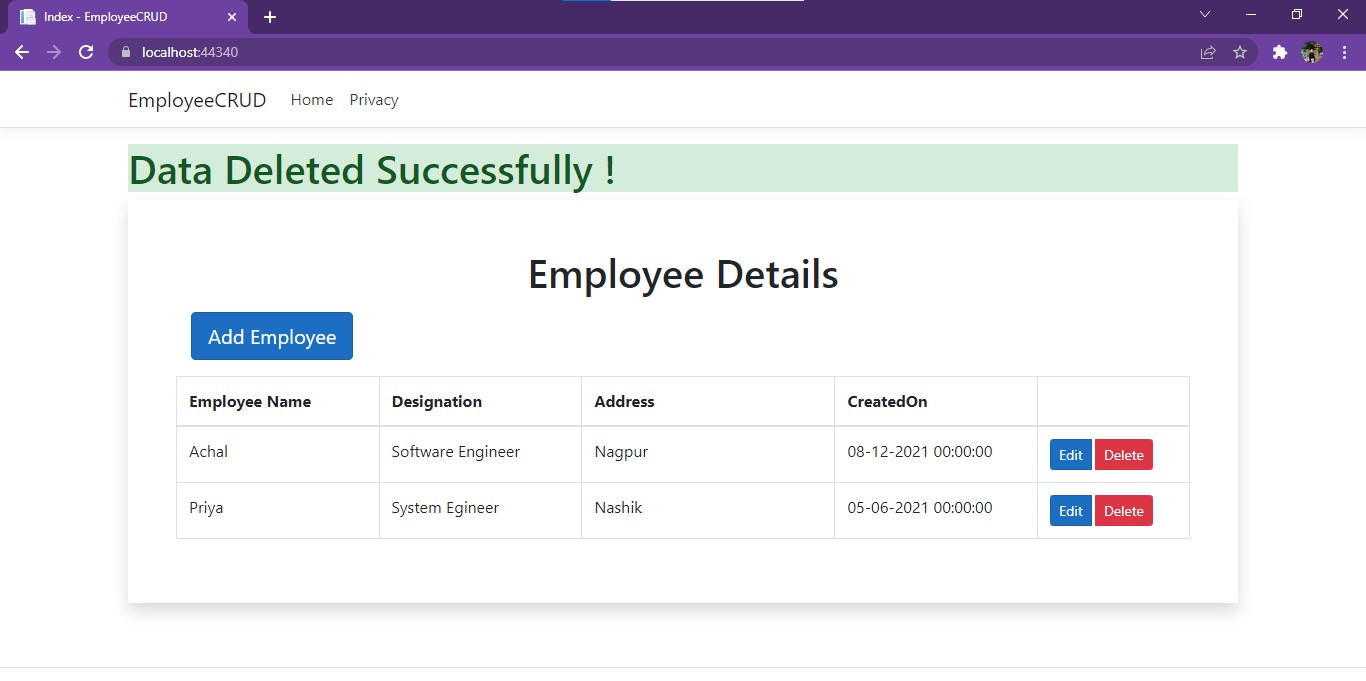 Index - EmployeeCRUD
localhost:44340
EmployeeCRUD Home Privacy
Data Deleted Successfully !
Employee Details
Add Employee
Employee Name Designation Address CreatedOn
Achal Software Engineer Nagpur 08-12-2021 00:00:00 Edit Delete
Priya System Egineer Nashik 05-06-2021 00:00:00 Edit Delete